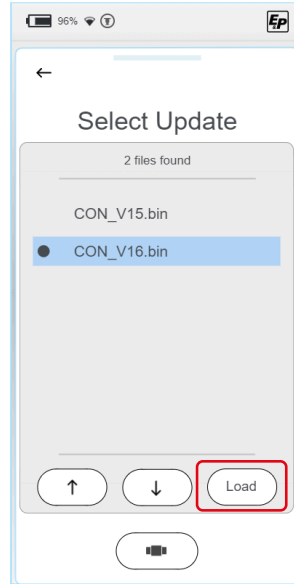 96%
T
EP
Select Update
2 files found
CON_V15.bin
CON_V16.bin
Load